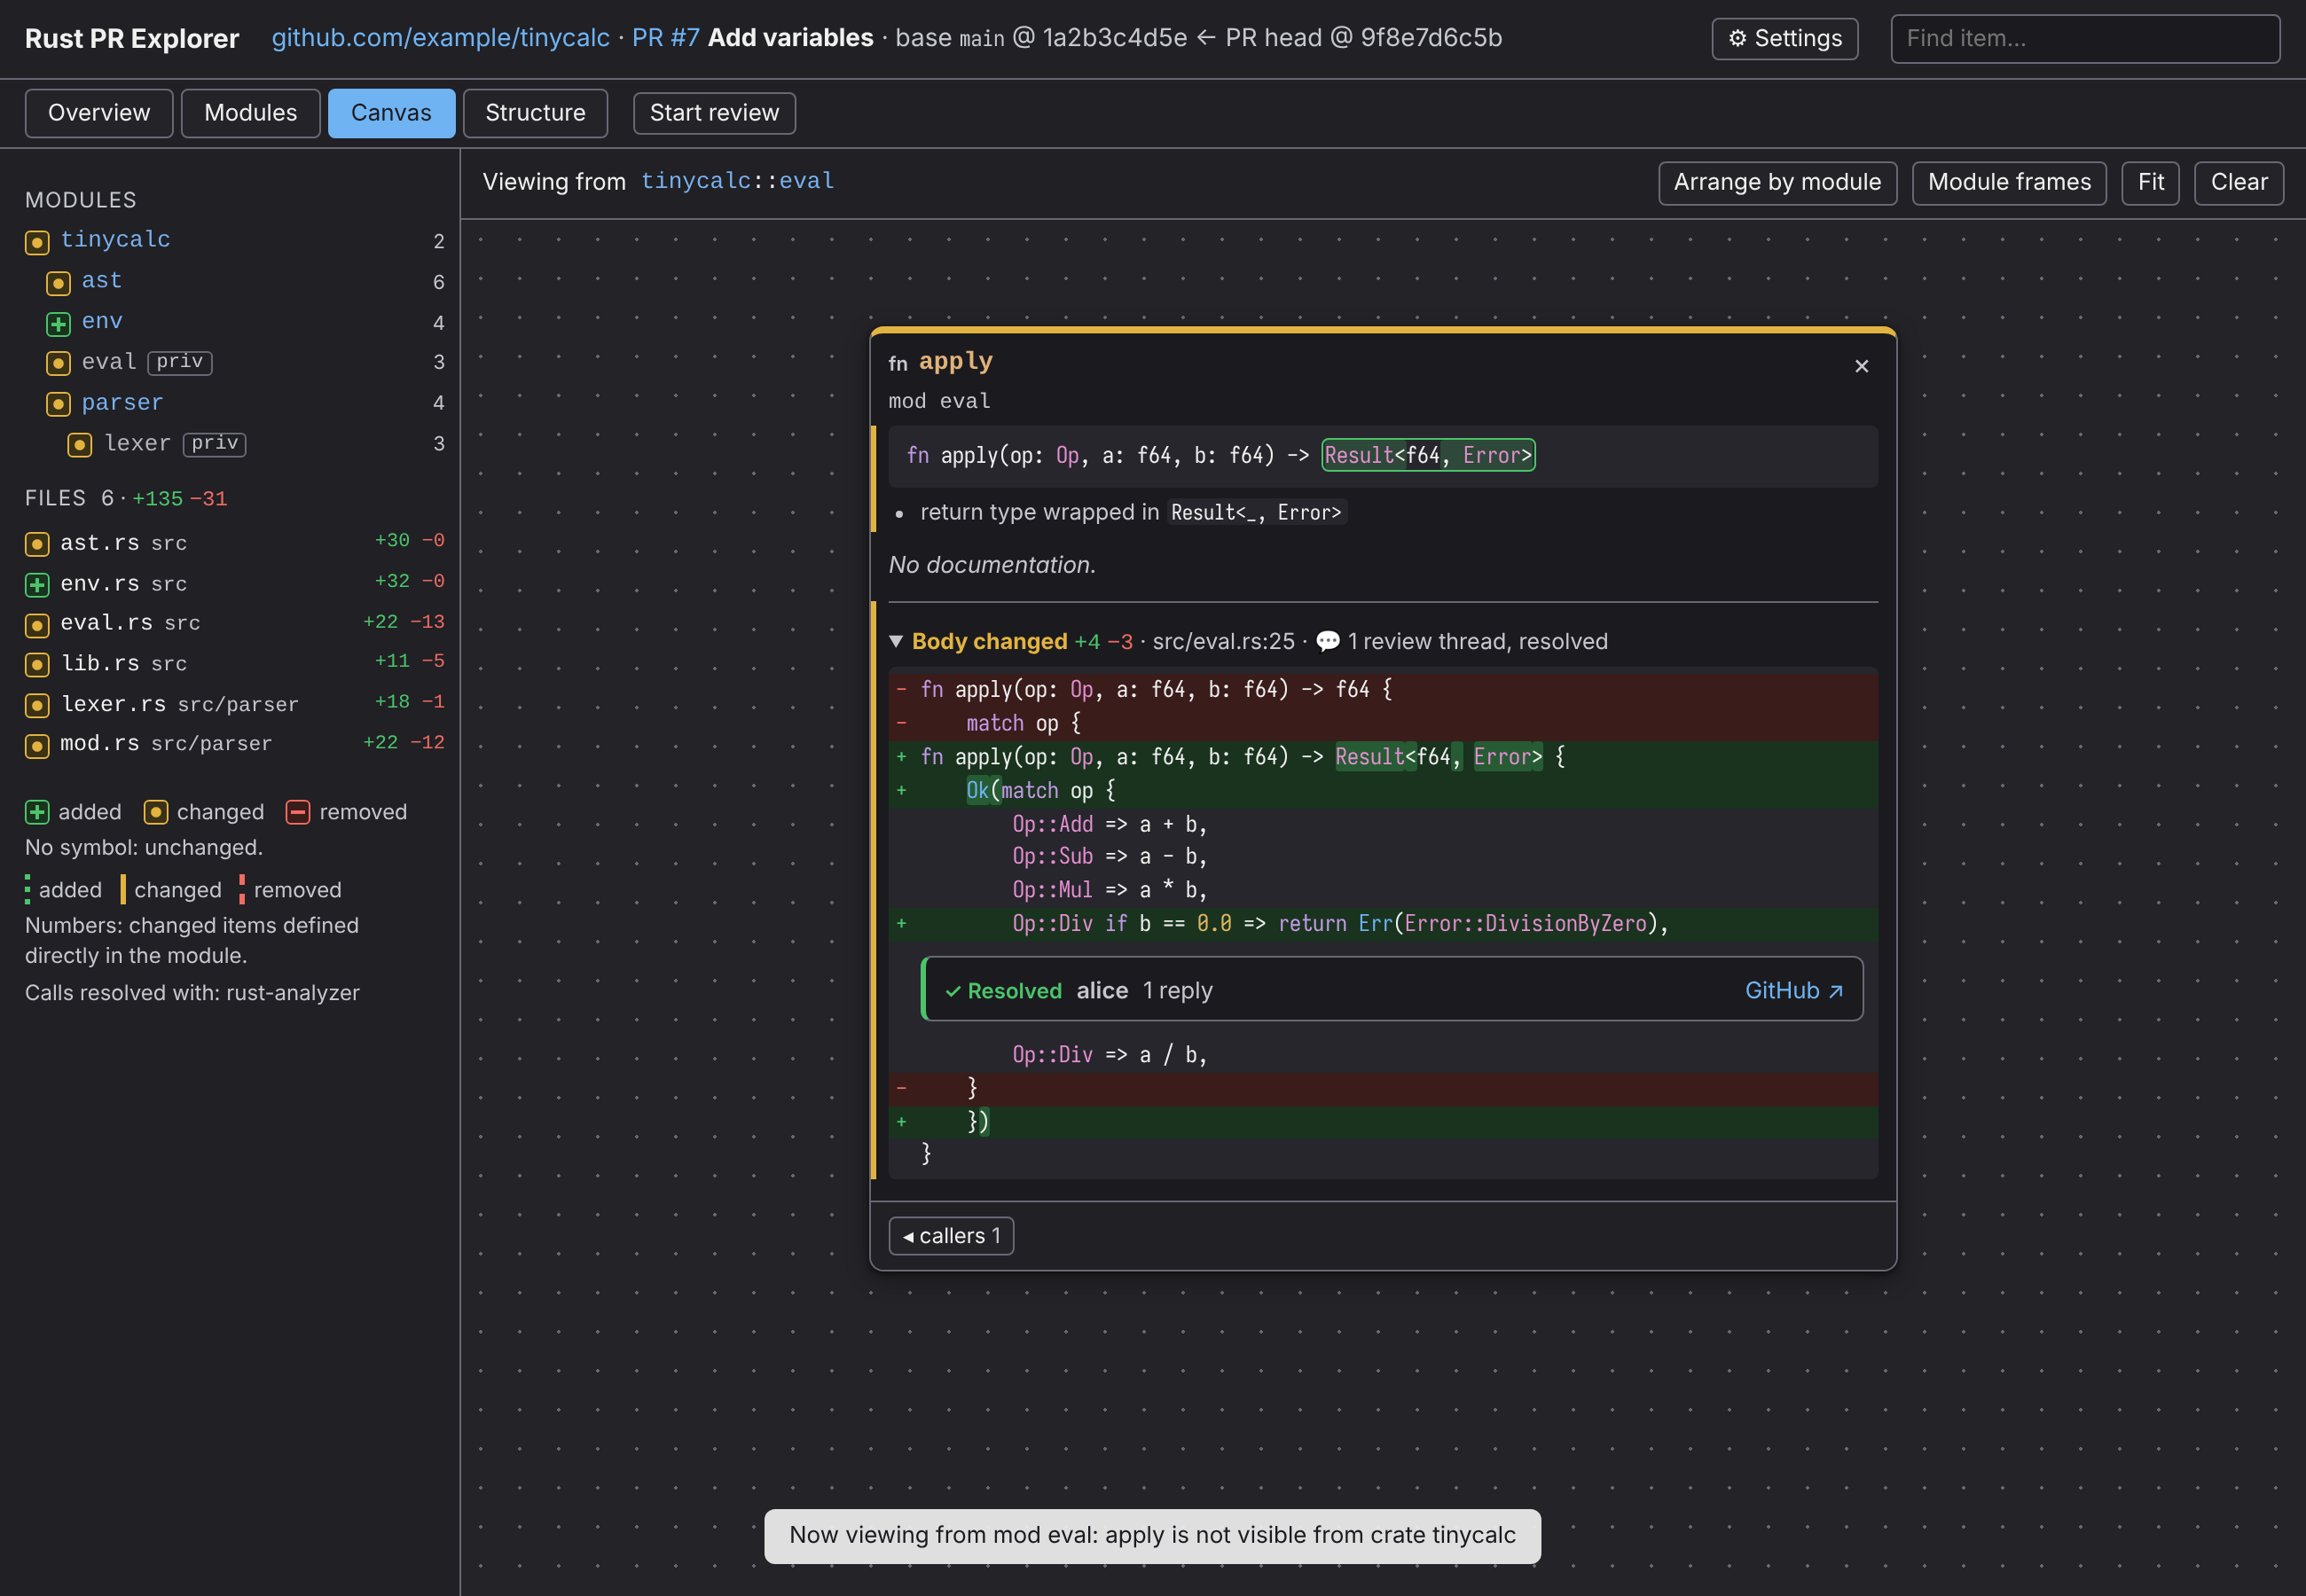 Rust PR Explorer github.com/example/tinycalc · PR #7 Add variables · base main @ 1a2b3c4d5e ← PR head @ 9f8e7d6c5b ⚙ Settings Find item...
Overview Modules Canvas Structure Start review
Viewing from tinycalc::eval Arrange by module Module frames Fit Clear
MODULES
tinycalc 2
ast 6
env 4
eval priv 3
parser 4
lexer priv 3
FILES 6 · +135 −31
ast.rs src +30 −0
env.rs src +32 −0
eval.rs src +22 −13
lib.rs src +11 −5
lexer.rs src/parser +18 −1
mod.rs src/parser +22 −12
added changed removed
No symbol: unchanged.
added changed removed
Numbers: changed items defined
directly in the module.
Calls resolved with: rust-analyzer
fn apply ×
mod eval
fn apply(op: Op, a: f64, b: f64) -> Result<f64, Error>
• return type wrapped in Result<_, Error>
No documentation.
▼ Body changed +4 −3 · src/eval.rs:25 · 💬 1 review thread, resolved
− fn apply(op: Op, a: f64, b: f64) -> f64 {
− match op {
+ fn apply(op: Op, a: f64, b: f64) -> Result<f64, Error> {
+ Ok(match op {
Op::Add => a + b,
Op::Sub => a - b,
Op::Mul => a * b,
+ Op::Div if b == 0.0 => return Err(Error::DivisionByZero),
✓ Resolved alice 1 reply GitHub ↗
Op::Div => a / b,
− }
+ })
}
◂ callers 1
Now viewing from mod eval: apply is not visible from crate tinycalc